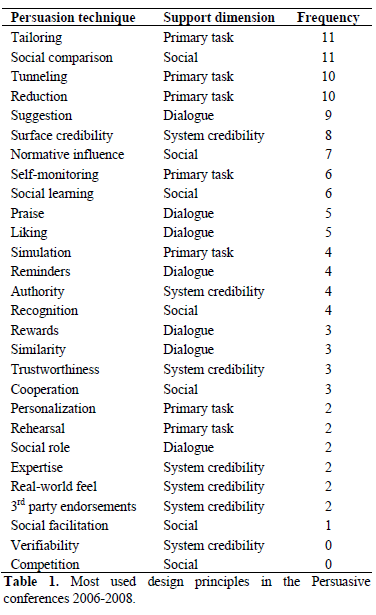 Persuasion technique Support dimension Frequency
Tailoring Primary task 11
Social comparison Social 11
Tunneling Primary task 10
Reduction Primary task 10
Suggestion Dialogue 9
Surface credibility System credibility 8
Normative influence Social 7
Self-monitoring Primary task 6
Social learning Social 6
Praise Dialogue 5
Liking Dialogue 5
Simulation Primary task 4
Reminders Dialogue 4
Authority System credibility 4
Recognition Social 4
Rewards Dialogue 3
Similarity Dialogue 3
Trustworthiness System credibility 3
Cooperation Social 3
Personalization Primary task 2
Rehearsal Primary task 2
Social role Dialogue 2
Expertise System credibility 2
Real-world feel System credibility 2
3rd party endorsements System credibility 2
Social facilitation Social 1
Verifiability System credibility 0
Competition Social 0
Table 1. Most used design principles in the Persuasive
conferences 2006-2008.